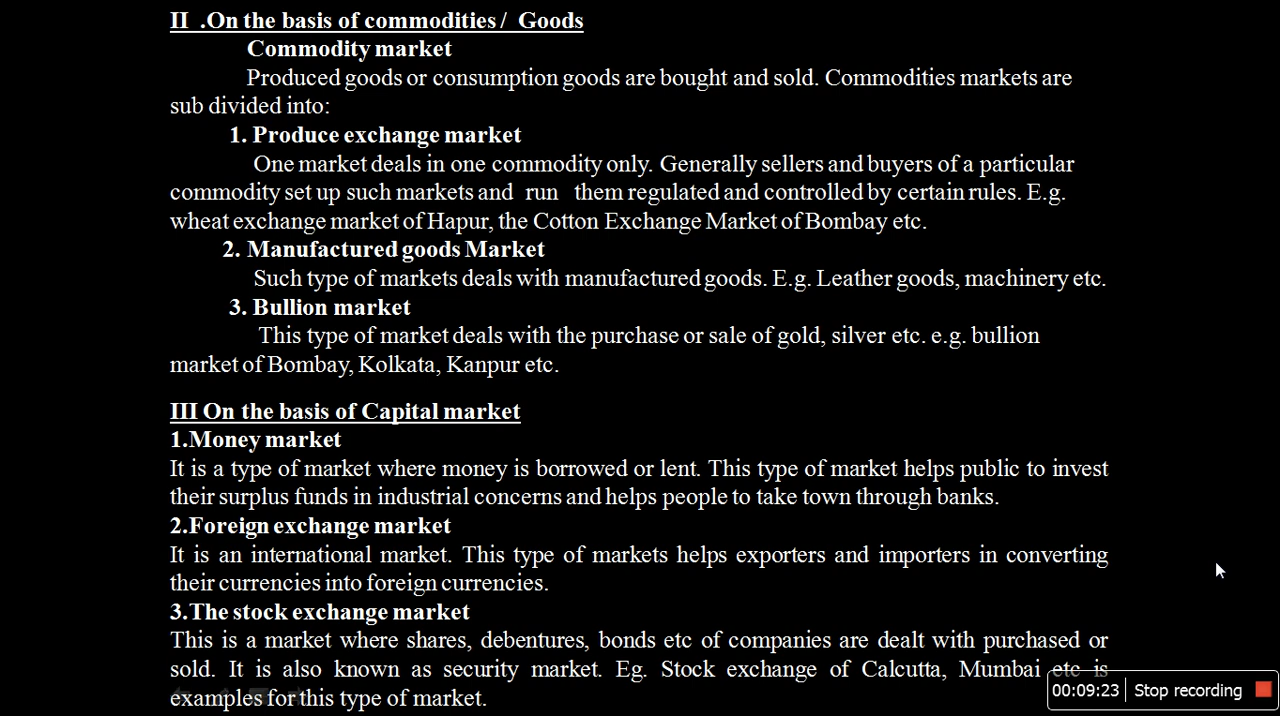 II .On the basis of commodities / Goods
Commodity market
Produced goods or consumption goods are bought and sold. Commodities markets are
sub divided into:
1. Produce exchange market
One market deals in one commodity only. Generally sellers and buyers of a particular
commodity set up such markets and run them regulated and controlled by certain rules. E.g.
wheat exchange market of Hapur, the Cotton Exchange Market of Bombay etc.
2. Manufactured goods Market
Such type of markets deals with manufactured goods. E.g. Leather goods, machinery etc.
3. Bullion market
This type of market deals with the purchase or sale of gold, silver etc. e.g. bullion
market of Bombay, Kolkata, Kanpur etc.
III On the basis of Capital market
1.Money market
It is a type of market where money is borrowed or lent. This type of market helps public to invest
their surplus funds in industrial concerns and helps people to take town through banks.
2.Foreign exchange market
It is an international market. This type of markets helps exporters and importers in converting
their currencies into foreign currencies.
3.The stock exchange market
This is a market where shares, debentures, bonds etc of companies are dealt with purchased or
sold. It is also known as security market. Eg. Stock exchange of Calcutta, Mumbai etc is
examples for this type of market.
00:09:23 Stop recording